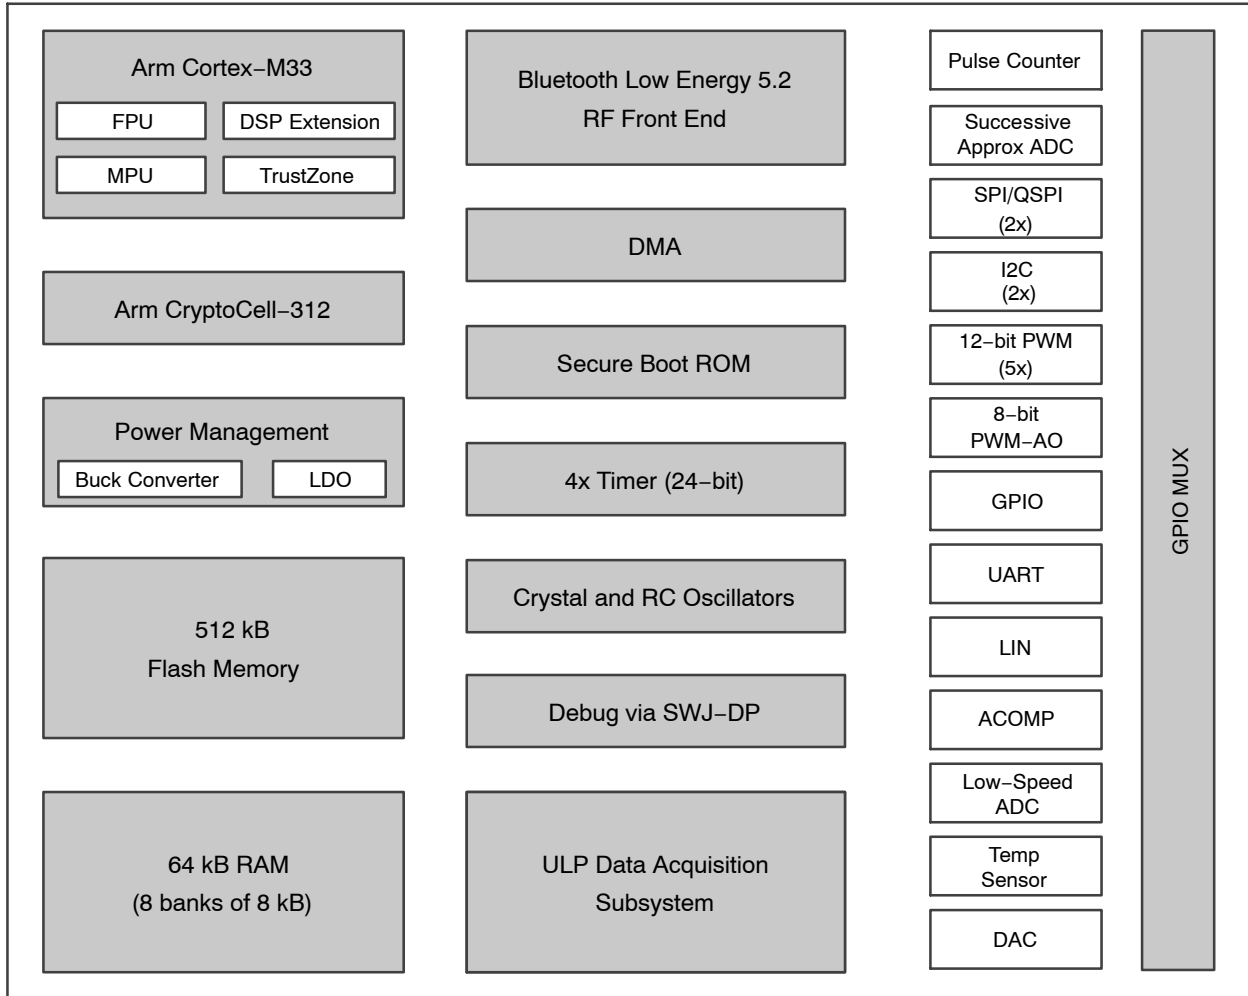 Arm Cortex–M33
FPU
DSP Extension
MPU
TrustZone
Arm CryptoCell–312
Power Management
Buck Converter
LDO
512 kB
Flash Memory
64 kB RAM
(8 banks of 8 kB)
Bluetooth Low Energy 5.2
RF Front End
DMA
Secure Boot ROM
4x Timer (24–bit)
Crystal and RC Oscillators
Debug via SWJ–DP
ULP Data Acquisition
Subsystem
Pulse Counter
Successive
Approx ADC
SPI/QSPI
(2x)
I2C
(2x)
12–bit PWM
(5x)
8–bit
PWM–AO
GPIO
UART
LIN
ACOMP
Low–Speed
ADC
Temp
Sensor
DAC
GPIO MUX